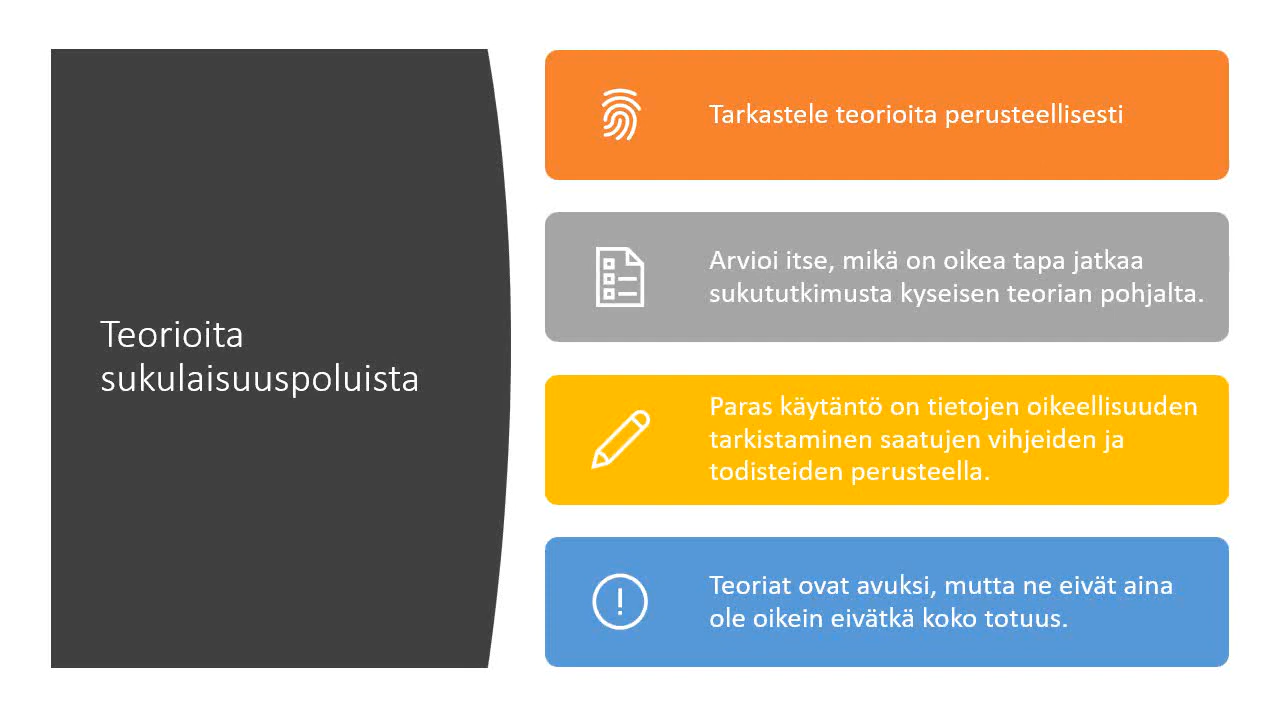 Teorioita
sukulaisuuspoluista
Tarkastele teorioita perusteellisesti
Arvioi itse, mikä on oikea tapa jatkaa
sukututkimusta kyseisen teorian pohjalta.
Paras käytäntö on tietojen oikeellisuuden
tarkistaminen saatujen vihjeiden ja
todisteiden perusteella.
Teoriat ovat avuksi, mutta ne eivät aina
ole oikein eivätkä koko totuus.